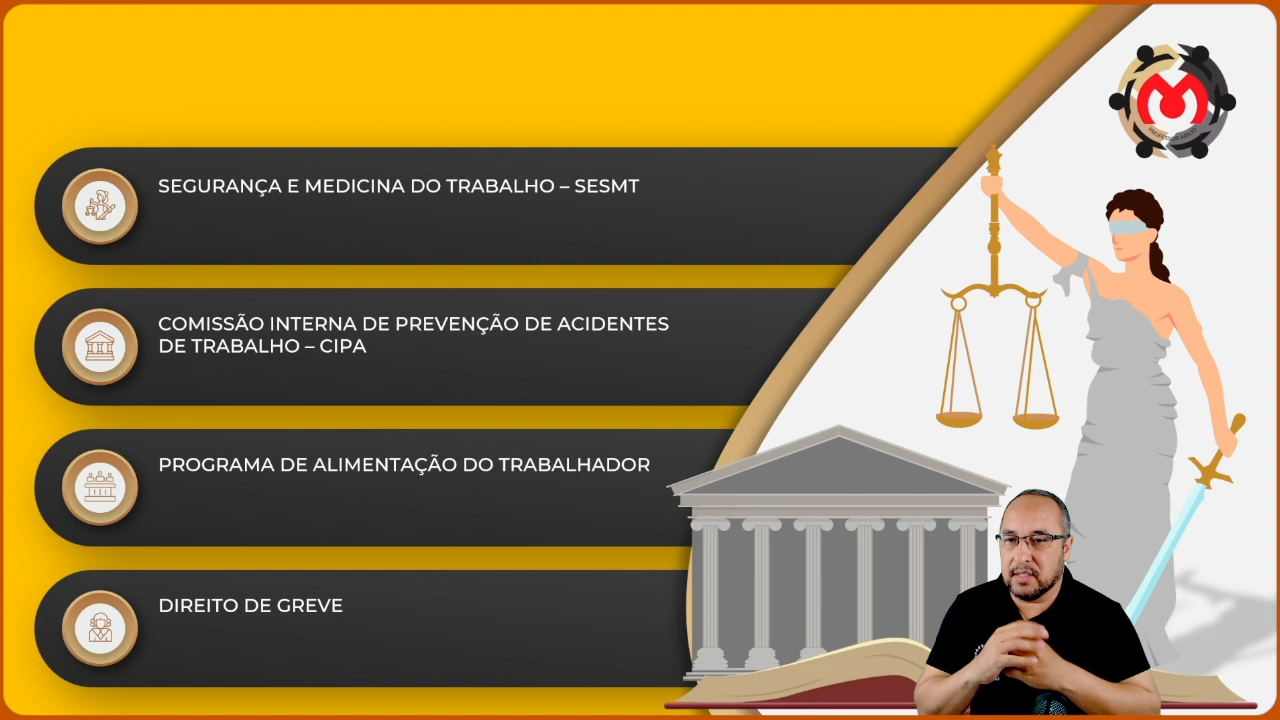 SEGURANÇA E MEDICINA DO TRABALHO – SESMT
COMISSÃO INTERNA DE PREVENÇÃO DE ACIDENTES
DE TRABALHO – CIPA
PROGRAMA DE ALIMENTAÇÃO DO TRABALHADOR
DIREITO DE GREVE